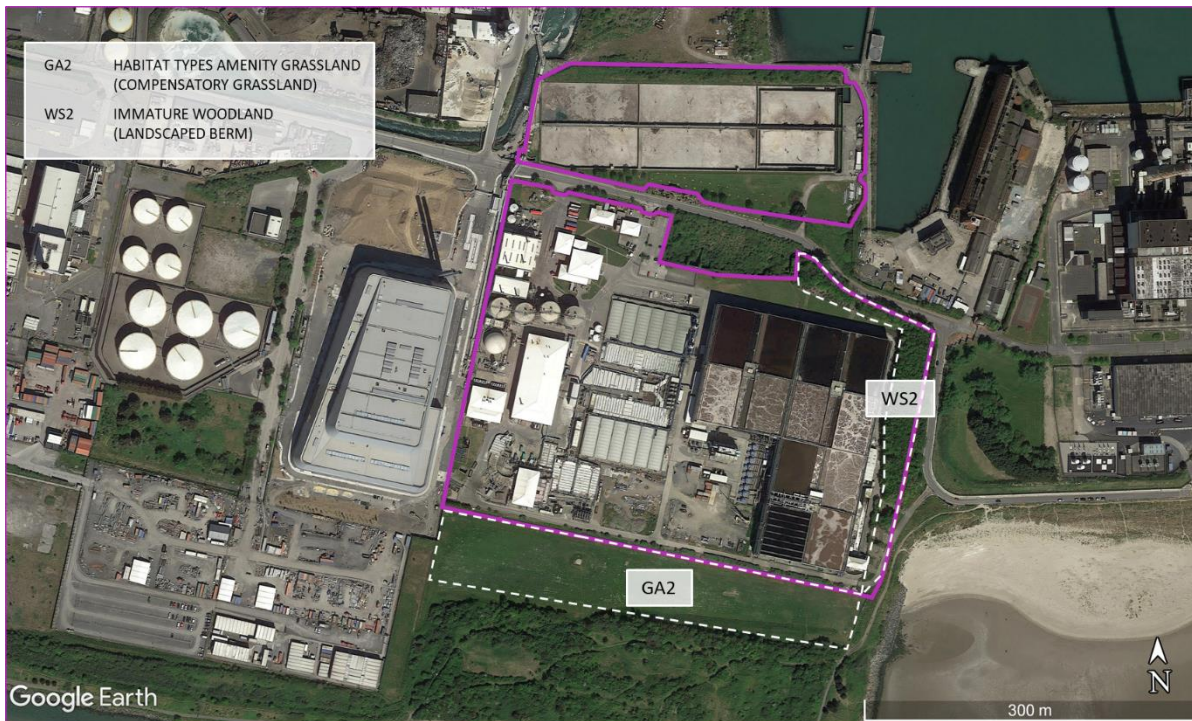 GA2 HABITAT TYPES AMENITY GRASSLAND
(COMPENSATORY GRASSLAND)
WS2 IMMATURE WOODLAND
(LANDSCAPED BERM)
WS2
GA2
N
Google Earth
300 m